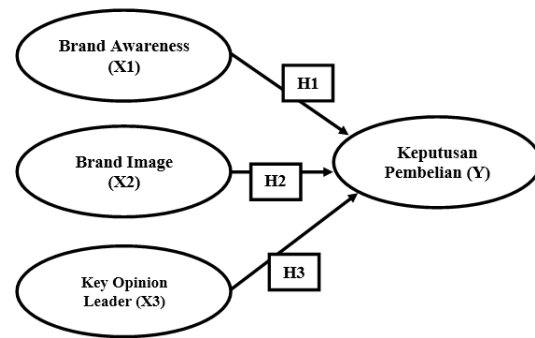 Brand Awareness
(X1)
H1
Brand Image
(X2)
H2
Keputusan
Pembelian (Y)
Key Opinion
Leader (X3)
H3